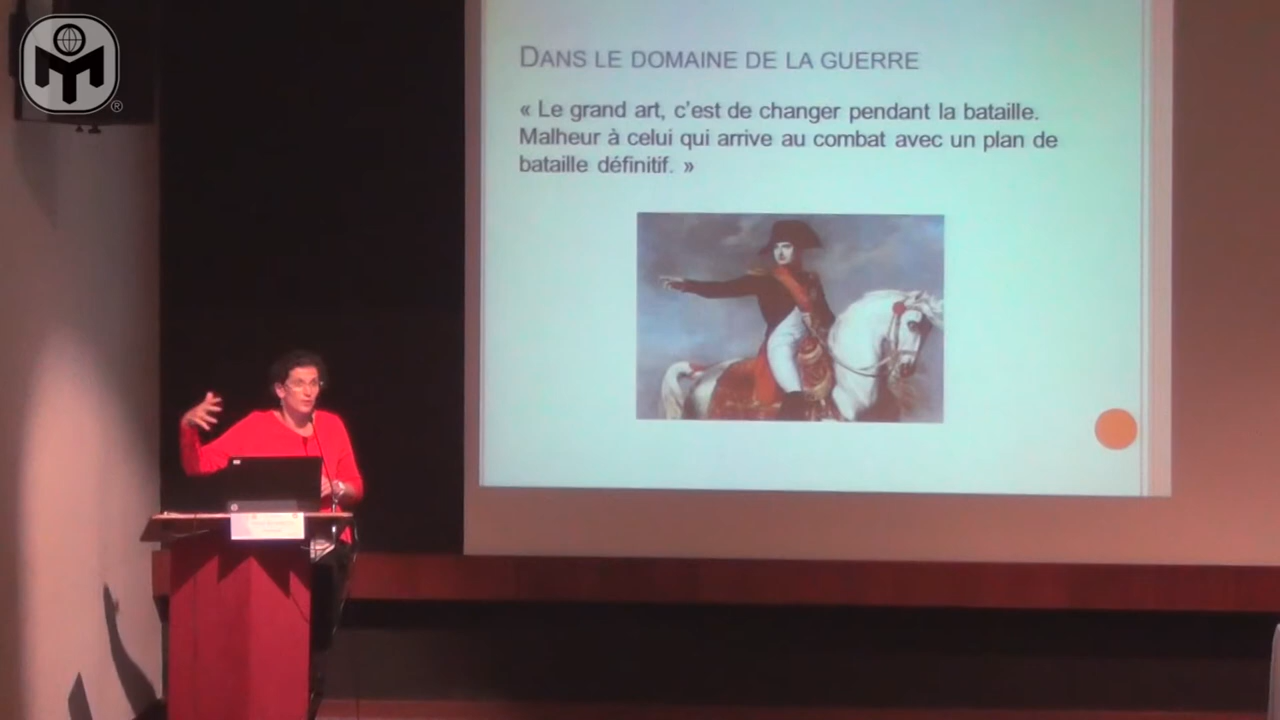 DANS LE DOMAINE DE LA GUERRE
« Le grand art, c'est de changer pendant la bataille.
Malheur à celui qui arrive au combat avec un plan de
bataille définitif. »
®